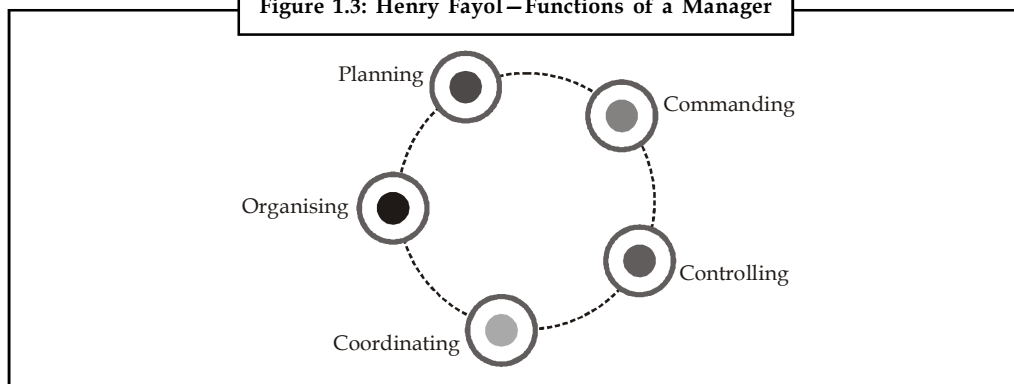 Figure 1.3: Henry Fayol—Functions of a Manager
Planning
Commanding
Organising
Controlling
Coordinating